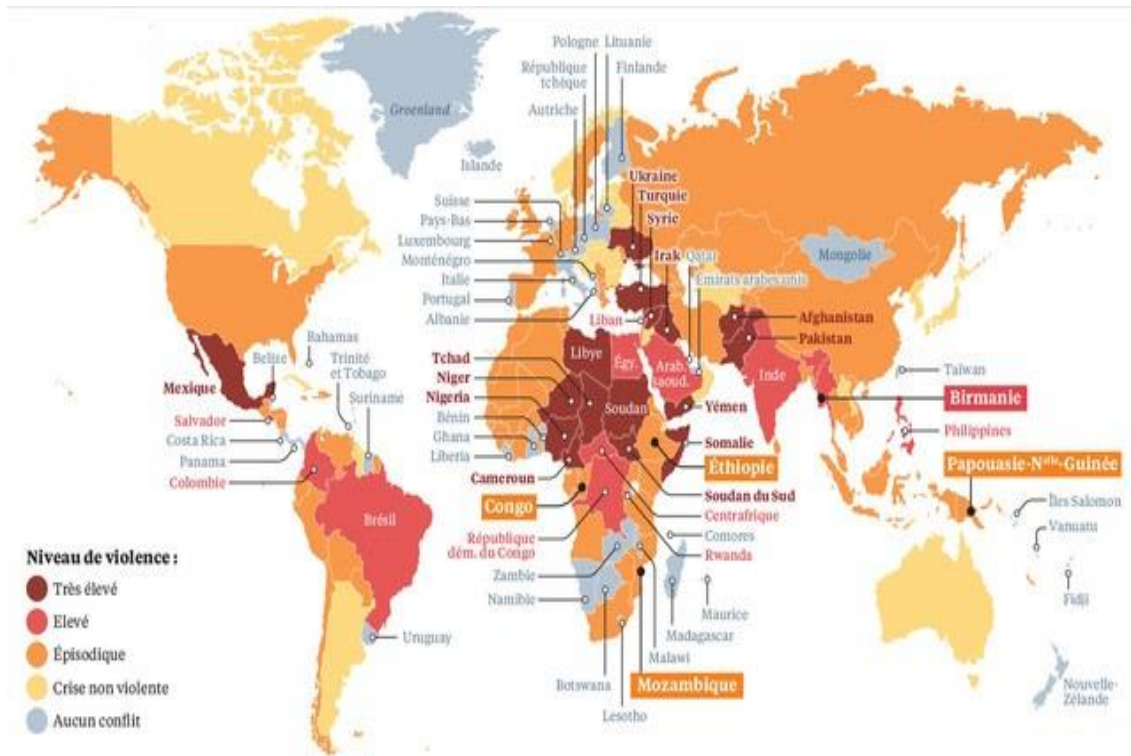 Pologne
Lituanie
République
tchèque
Finlande
Autriche
Groenland
Islande
Ukraine
Turquie
Syrie
Suisse
Pays-Bas
Luxembourg
Monténégro
Italie
Portugal
Albanie
Irak
Qatar
Émirats arabes unis
Mongolie
Liban
Afghanistan
Pakistan
Bahamas
Belize
Trinité
et Tobago
Suriname
Mexique
Salvador
Costa Rica
Panama
Colombie
Brésil
Tchad
Niger
Nigeria
Bénin
Ghana
Liberia
Cameroun
Congo
Libye
Égy.
Arab.
saoud.
Soudan
Inde
Yémen
Somalie
Éthiopie
Taïwan
Birmanie
Philippines
Papouasie-Nlle-Guinée
Îles Salomon
Vanuatu
Fidji
Soudan du Sud
Centrafrique
Comores
Rwanda
République
dém. du Congo
Zambie
Namibie
Maurice
Madagascar
Malawi
Mozambique
Botswana
Lesotho
Uruguay
Nouvelle-
Zélande
Niveau de violence :
Très élevé
Elevé
Épisodique
Crise non violente
Aucun conflit